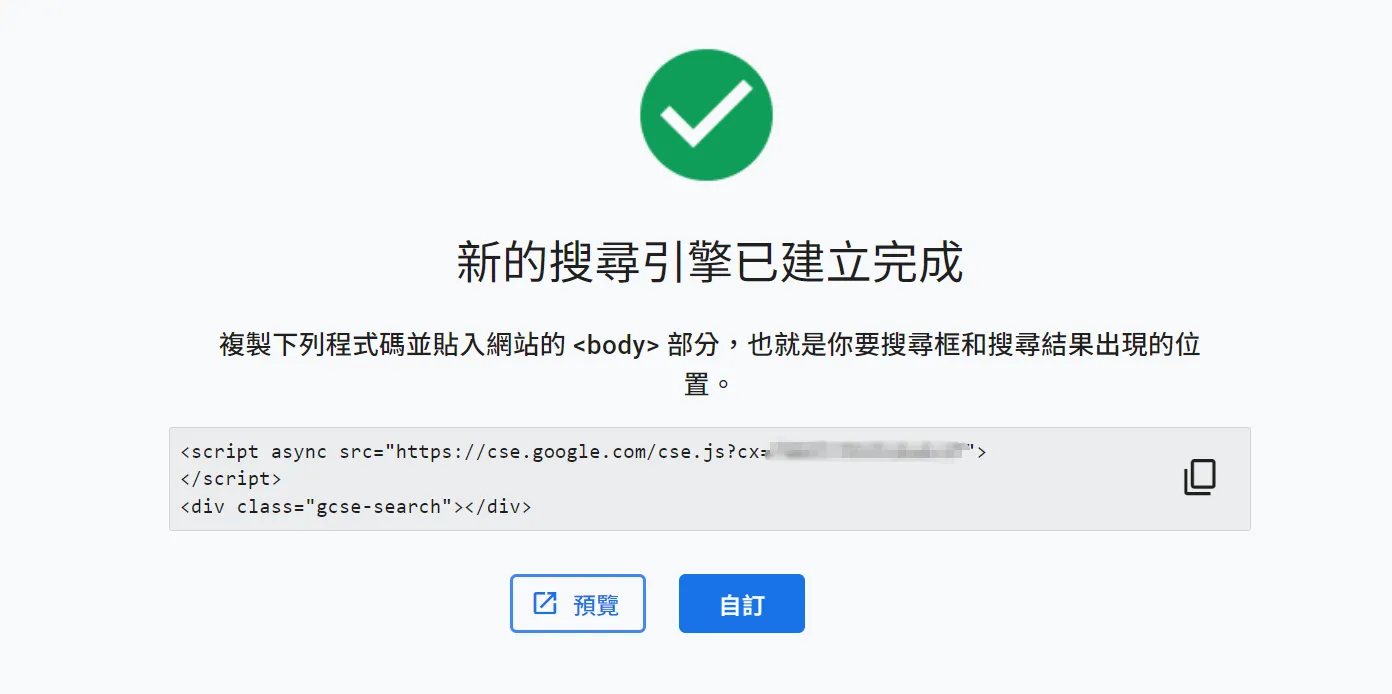 新的搜尋引擎已建立完成
複製下列程式碼並貼入網站的 <body> 部分，也就是你要搜尋框和搜尋結果出現的位
置。
<script async src="https://cse.google.com/cse.js?cx=">
</script>
<div class="gcse-search"></div>
預覽
自訂